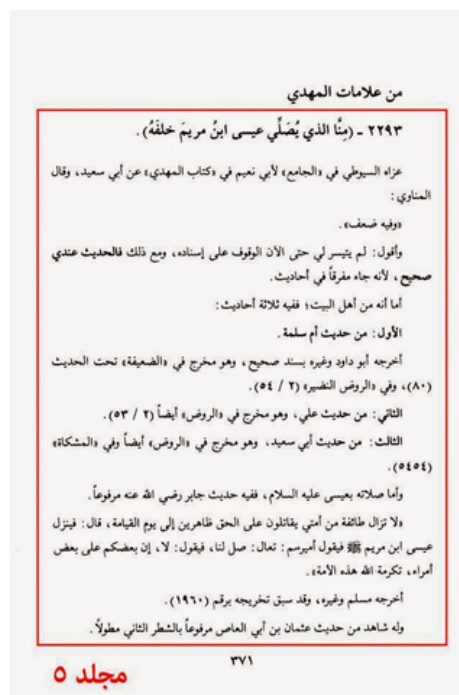 من علامات المهدي
٢٢٩٣ ـ (مِنَّا الذي يُصَلِّي عيسى ابنُ مريمَ خلفَهُ).
عزاه السيوطي في «الجامع» لأبي نعيم في «كتاب المهدي» عن أبي سعيد، وقال
المناوي:
«وفيه ضعف».
وأقول: لم يتيسر لي حتى الآن الوقوف على إسناده، ومع ذلك فالحديث عندي
صحيح، لأنه جاء مفرقاً في أحاديث.
أما أنه من أهل البيت؛ ففيه ثلاثة أحاديث:
الأول: من حديث أم سلمة.
أخرجه أبو داود وغيره بسند صحيح، وهو مخرج في «الضعيفة» تحت الحديث
(٨٠)، وفي «الروض النضير» (٢ / ٥٤).
الثاني: من حديث علي، وهو مخرج في «الروض» أيضاً (٢ / ٥٣).
الثالث: من حديث أبي سعيد، وهو مخرج في «الروض» أيضاً وفي «المشكاة»
(٥٤٥٤).
وأما صلاته بعيسى عليه السلام، ففيه حديث جابر رضي الله عنه مرفوعاً.
«لا تزال طائفة من أمتي يقاتلون على الحق ظاهرين إلى يوم القيامة، قال: فينزل
عيسى ابن مريم ﷺ فيقول أميرسم: تعال: صل لنا، فيقول: لا، إن بعضكم على بعض
أمراء، تكرمة الله هذه الأمة».
أخرجه مسلم وغيره، وقد سبق تخريجه برقم (١٩٦٠).
وله شاهد من حديث عثمان بن أبي العاص مرفوعاً بالشطر الثاني مطولاً.
٣٧١
مجلد ٥